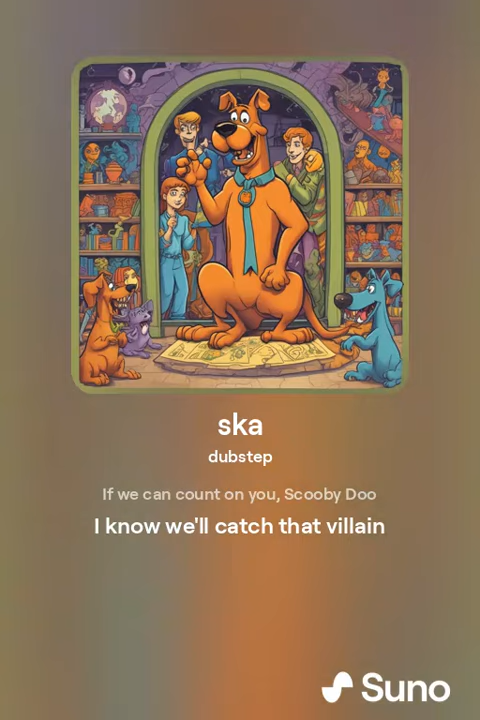 ska
dubstep
If we can count on you, Scooby Doo
I know we'll catch that villain
Suno